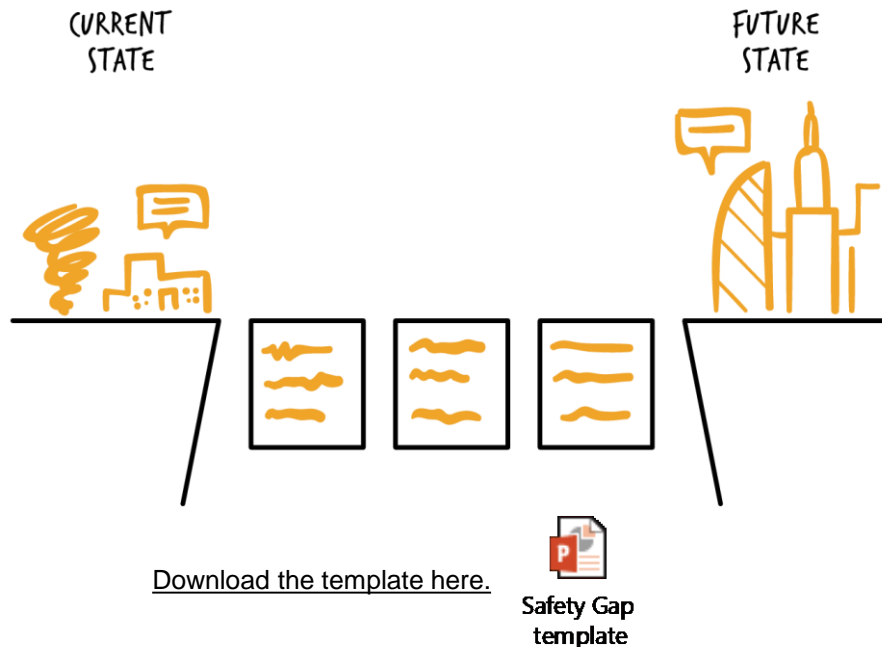 CURRENT
STATE
FUTURE
STATE
Download the template here.
P
Safety Gap
template